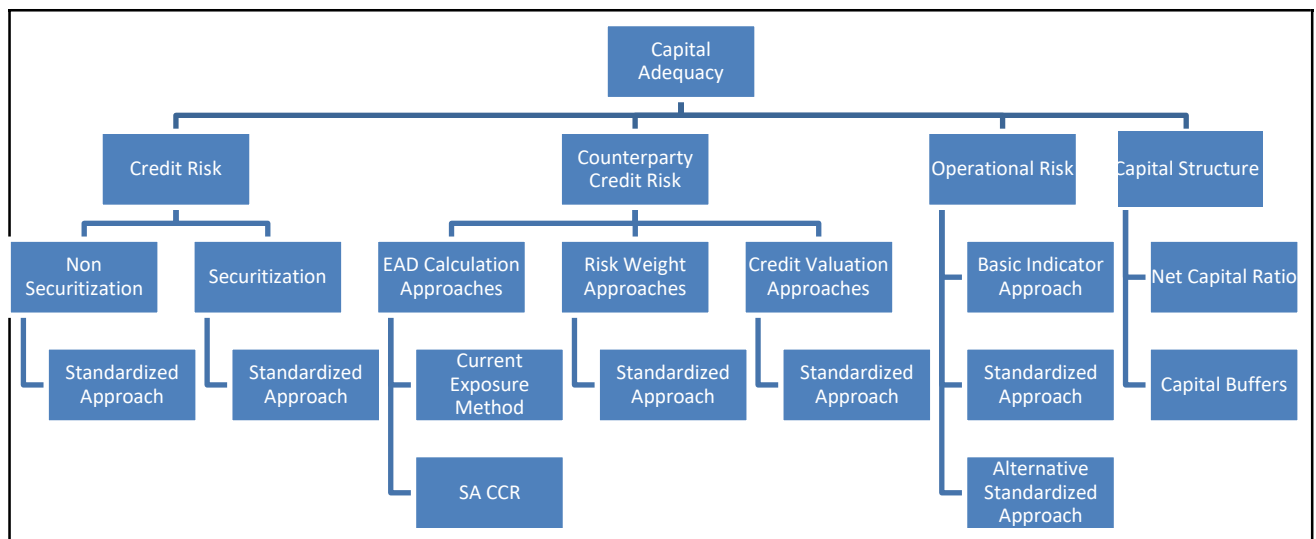 Capital
Adequacy
Credit Risk
Counterparty
Credit Risk
Operational Risk
Capital Structure
Non
Securitization
Securitization
EAD Calculation
Approaches
Risk Weight
Approaches
Credit Valuation
Approaches
Basic Indicator
Approach
Net Capital Ratio
Standardized
Approach
Standardized
Approach
Current
Exposure
Method
Standardized
Approach
Standardized
Approach
Standardized
Approach
Capital Buffers
SA CCR
Alternative
Standardized
Approach